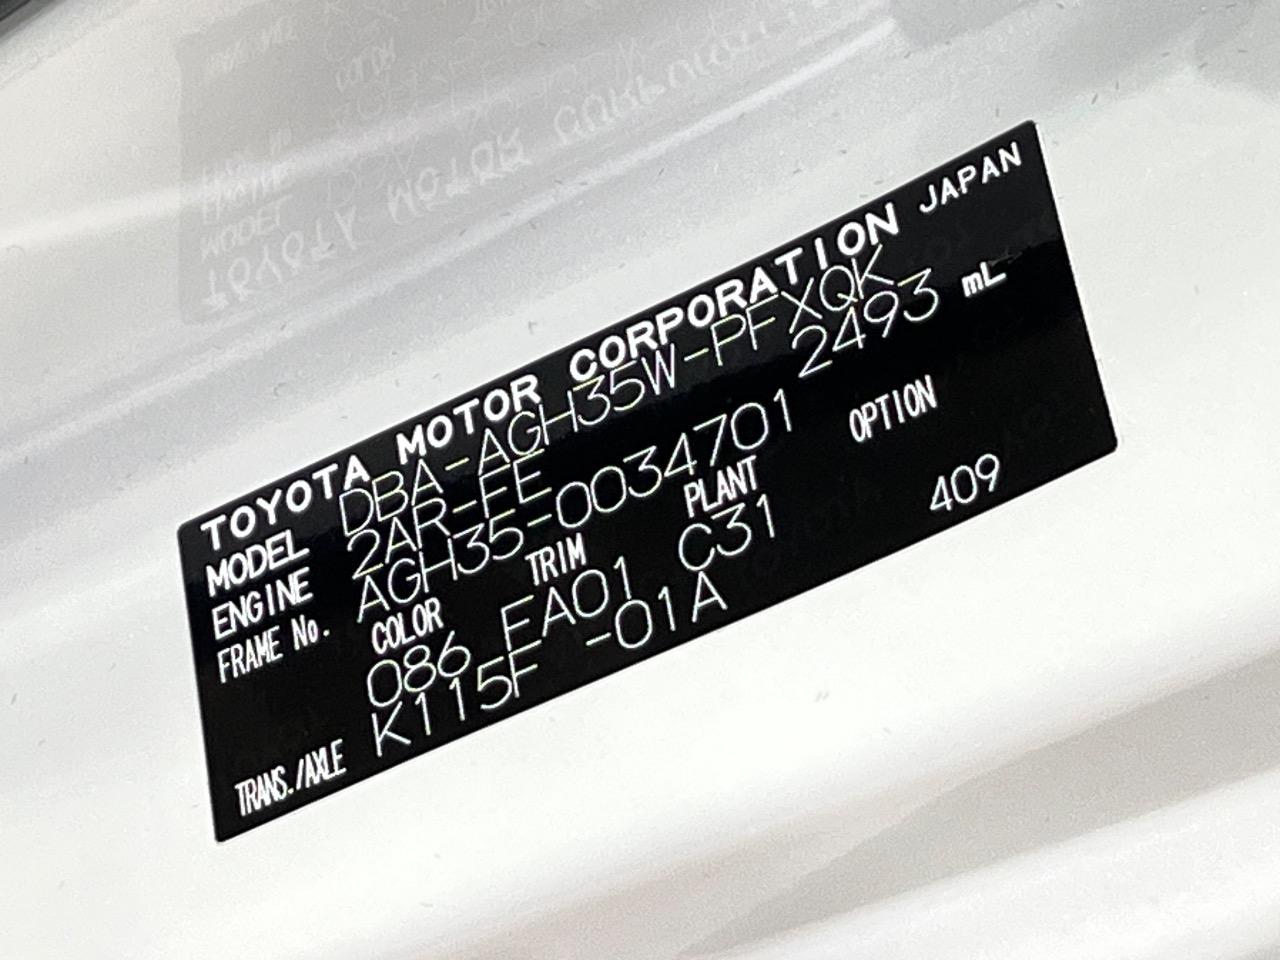 TOYOTA MOTOR CORPORATION JAPAN
MODEL DBA-AGH35W-PFXQK
ENGINE 2AR-FE 2493 mL
FRAME No. AGH35-0034701
COLOR TRIM PLANT OPTION
086 FA01 C31 409
TRANS./AXLE K115F -01A